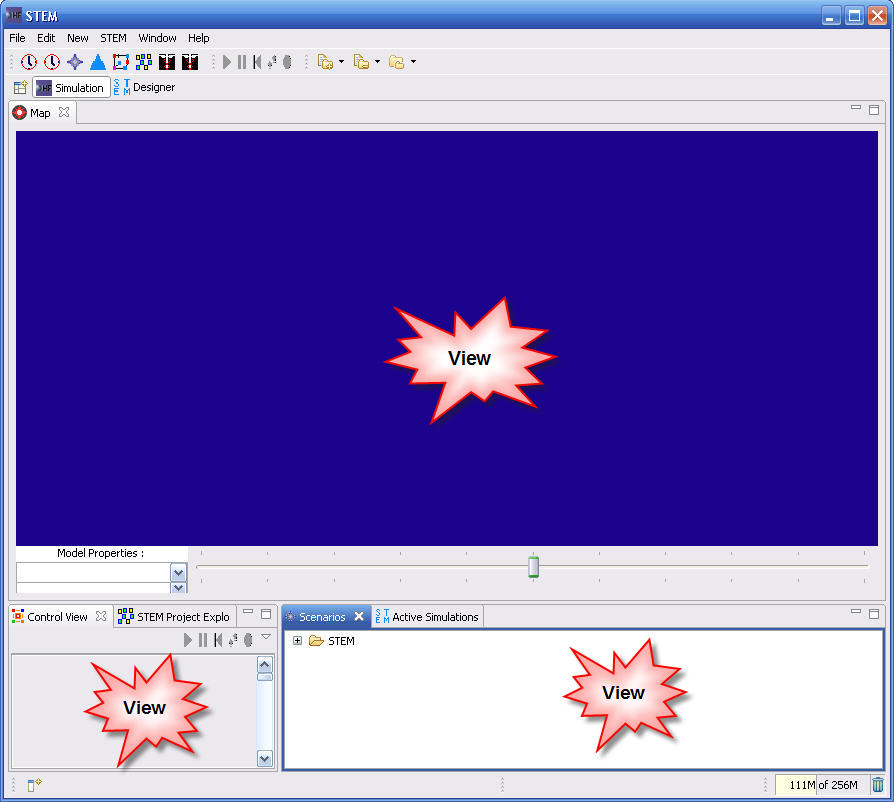 STEM
File Edit New STEM Window Help
Simulation
S T
E M
Designer
Map
View
Model Properties :
Control View
STEM Project Explo
Scenarios
S T
E M
Active Simulations
STEM
View
View
111M of 256M